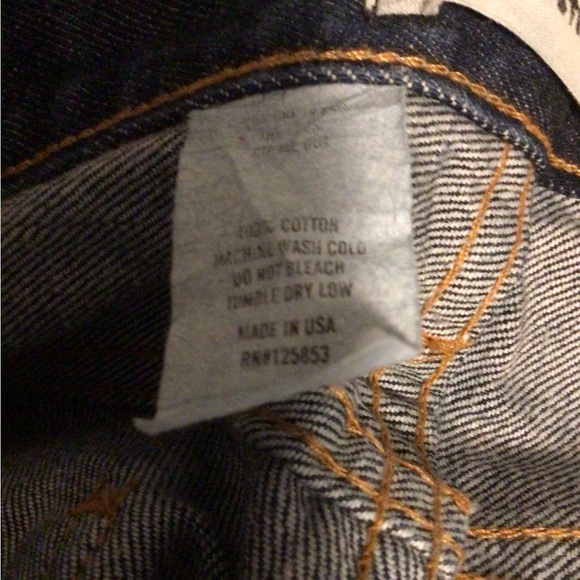 100% COTTON
MACHINE WASH COLD
DO NOT BLEACH
TUMBLE DRY LOW
MADE IN USA
RN#125853